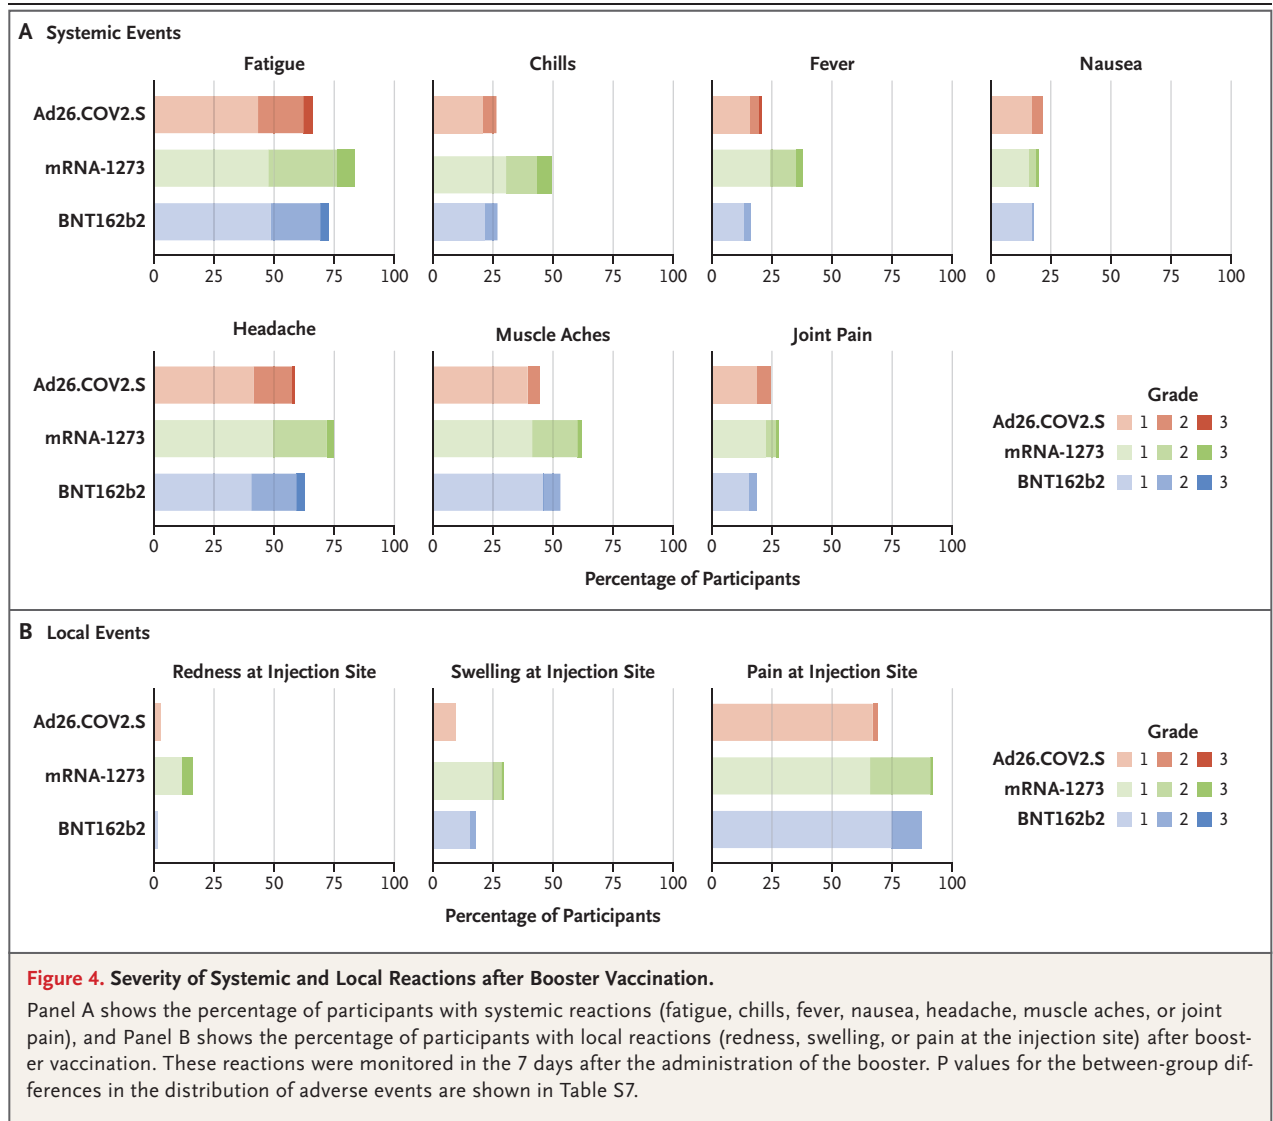 A Systemic Events
Fatigue
Chills
Fever
Nausea
Ad26.COV2.S
mRNA-1273
BNT162b2
0 25 50 75 100
0 25 50 75 100
0 25 50 75 100
0 25 50 75 100
Headache
Muscle Aches
Joint Pain
Ad26.COV2.S
mRNA-1273
BNT162b2
0 25 50 75 100
0 25 50 75 100
0 25 50 75 100
Grade
Ad26.COV2.S 1 2 3
mRNA-1273 1 2 3
BNT162b2 1 2 3
Percentage of Participants
B Local Events
Redness at Injection Site
Swelling at Injection Site
Pain at Injection Site
Ad26.COV2.S
mRNA-1273
BNT162b2
0 25 50 75 100
0 25 50 75 100
0 25 50 75 100
Grade
Ad26.COV2.S 1 2 3
mRNA-1273 1 2 3
BNT162b2 1 2 3
Percentage of Participants
Figure 4. Severity of Systemic and Local Reactions after Booster Vaccination.
Panel A shows the percentage of participants with systemic reactions (fatigue, chills, fever, nausea, headache, muscle aches, or joint
pain), and Panel B shows the percentage of participants with local reactions (redness, swelling, or pain at the injection site) after boost-
er vaccination. These reactions were monitored in the 7 days after the administration of the booster. P values for the between-group dif-
ferences in the distribution of adverse events are shown in Table S7.